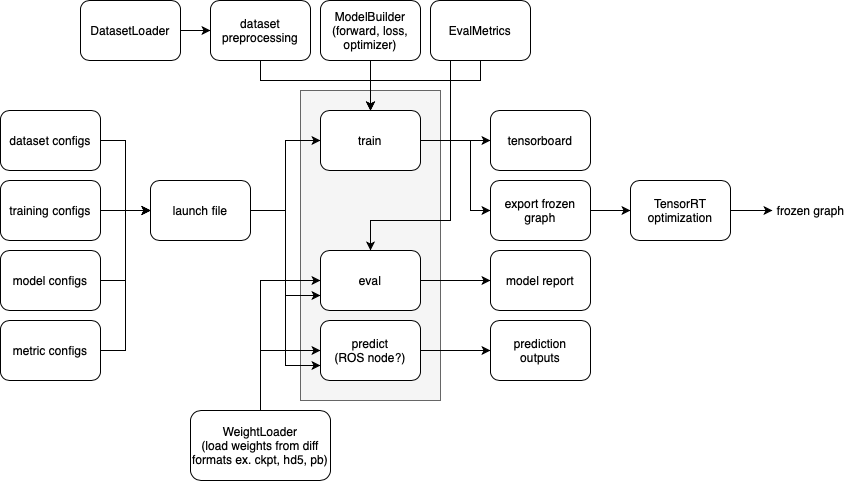 DatasetLoader
dataset
preprocessing
ModelBuilder
(forward, loss,
optimizer)
EvalMetrics
dataset configs
train
tensorboard
training configs
launch file
export frozen
graph
TensorRT
optimization
frozen graph
model configs
eval
model report
metric configs
predict
(ROS node?)
prediction
outputs
WeightLoader
(load weights from diff
formats ex. ckpt, hd5, pb)